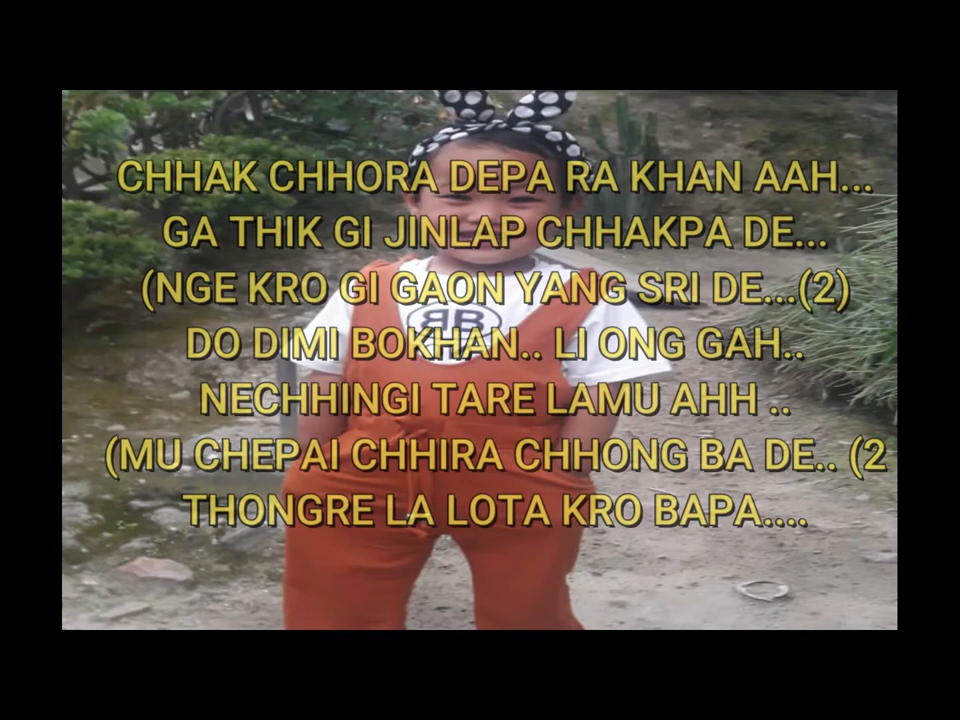 CHHAK CHHORA DEPA RA KHAN AAH...
GA THIK GI JINLAP CHHAKPA DE...
(NGE KRO GI GAON YANG SRI DE...(2)
DO DIMI BOKHAN.. LI ONG GAH..
NECHHINGI TARE LAMU AHH ..
(MU CHEPAI CHHIRA CHHONG BA DE.. (2
THONGRE LA LOTA KRO BAPA....